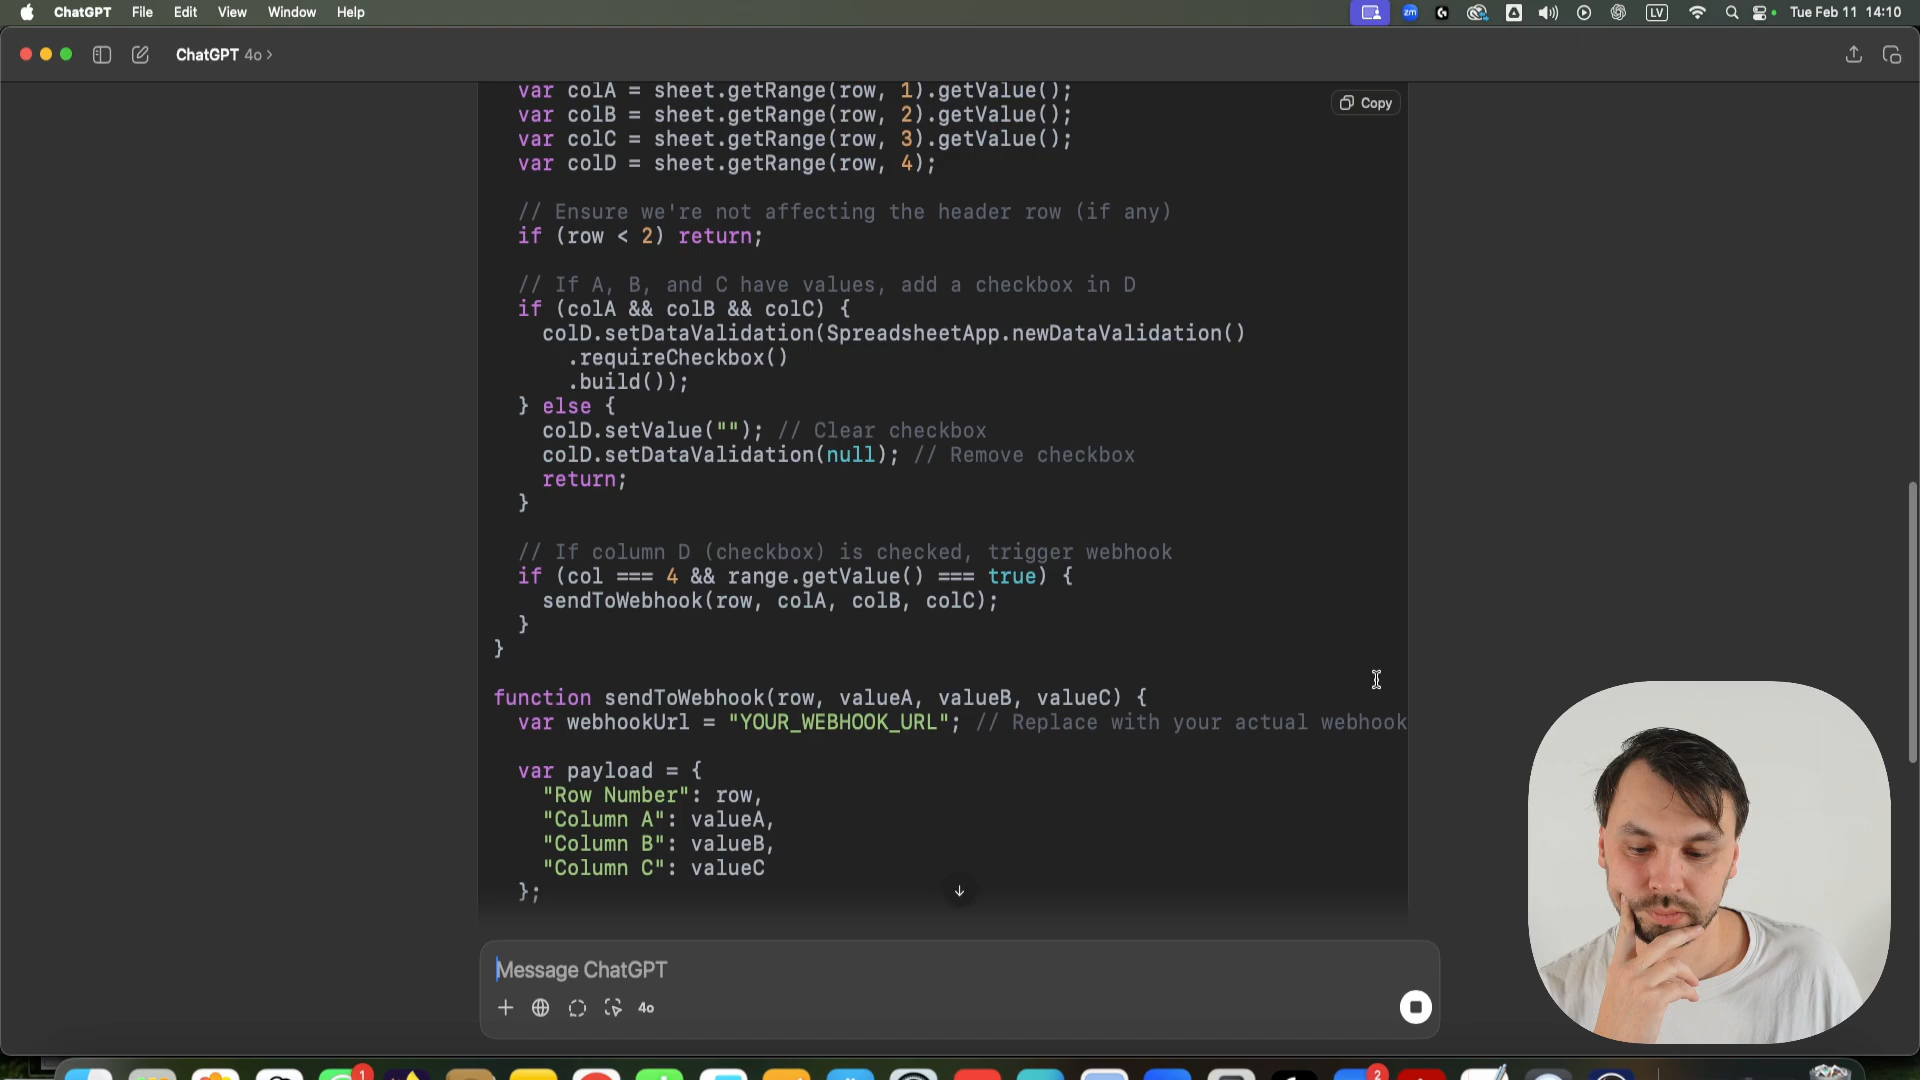 ChatGPT File Edit View Window Help
zm LV Tue Feb 11 14:10
ChatGPT 4o >
var colA = sheet.getRange(row, 1).getValue();
Copy
var colB = sheet.getRange(row, 2).getValue();
var colC = sheet.getRange(row, 3).getValue();
var colD = sheet.getRange(row, 4);
// Ensure we're not affecting the header row (if any)
if (row < 2) return;
// If A, B, and C have values, add a checkbox in D
if (colA && colB && colC) {
colD.setDataValidation(SpreadsheetApp.newDataValidation()
.requireCheckbox()
.build());
} else {
colD.setValue(""); // Clear checkbox
colD.setDataValidation(null); // Remove checkbox
return;
}
// If column D (checkbox) is checked, trigger webhook
if (col === 4 && range.getValue() === true) {
sendToWebhook(row, colA, colB, colC);
}
}
function sendToWebhook(row, valueA, valueB, valueC) {
var webhookUrl = "YOUR_WEBHOOK_URL"; // Replace with your actual webhook
var payload = {
"Row Number": row,
"Column A": valueA,
"Column B": valueB,
"Column C": valueC
};
Message ChatGPT
4o
1
2